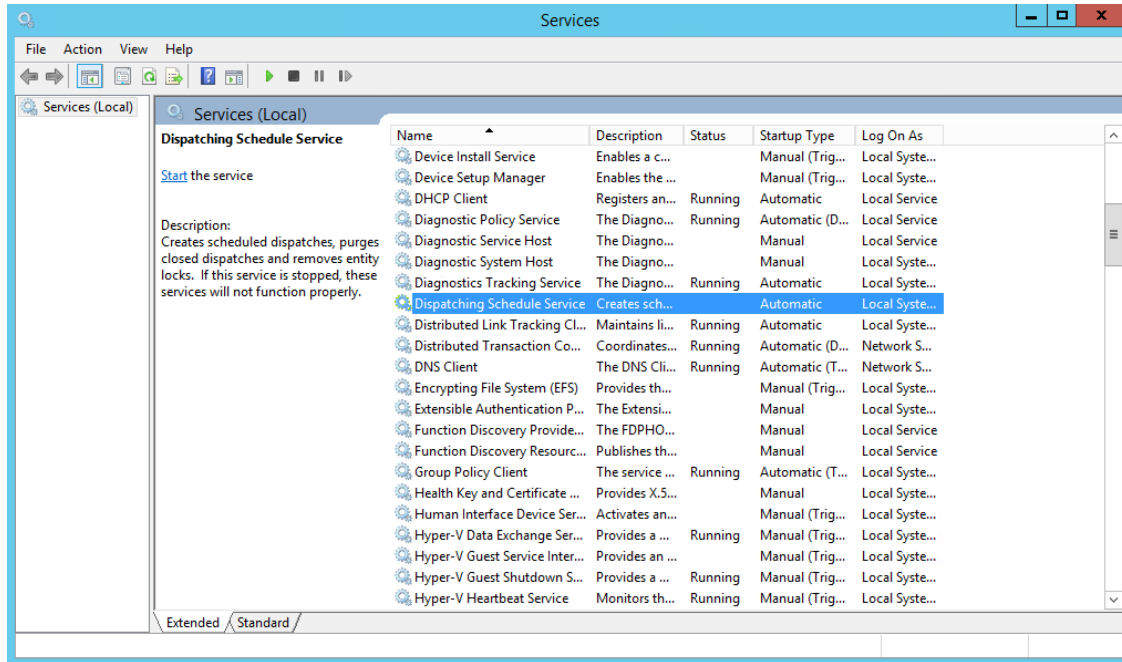 Services
File Action View Help
Services (Local)
Services (Local)
Dispatching Schedule Service
Start the service
Description:
Creates scheduled dispatches, purges
closed dispatches and removes entity
locks. If this service is stopped, these
services will not function properly.
Name Description Status Startup Type Log On As
Device Install Service Enables a c... Manual (Trig... Local Syste...
Device Setup Manager Enables the ... Manual (Trig... Local Syste...
DHCP Client Registers an... Running Automatic Local Service
Diagnostic Policy Service The Diagno... Running Automatic (D... Local Service
Diagnostic Service Host The Diagno... Manual Local Service
Diagnostic System Host The Diagno... Manual Local Syste...
Diagnostics Tracking Service The Diagno... Running Automatic Local Syste...
Dispatching Schedule Service Creates sch... Automatic Local Syste...
Distributed Link Tracking Cl... Maintains li... Running Automatic Local Syste...
Distributed Transaction Co... Coordinates... Running Automatic (D... Network S...
DNS Client The DNS Cli... Running Automatic (T... Network S...
Encrypting File System (EFS) Provides th... Manual (Trig... Local Syste...
Extensible Authentication P... The Extensi... Manual Local Syste...
Function Discovery Provide... The FDPHO... Manual Local Service
Function Discovery Resourc... Publishes th... Manual Local Service
Group Policy Client The service ... Running Automatic (T... Local Syste...
Health Key and Certificate ... Provides X.5... Manual Local Syste...
Human Interface Device Ser... Activates an... Manual (Trig... Local Syste...
Hyper-V Data Exchange Ser... Provides a ... Running Manual (Trig... Local Syste...
Hyper-V Guest Service Inter... Provides an ... Manual (Trig... Local Syste...
Hyper-V Guest Shutdown S... Provides a ... Running Manual (Trig... Local Syste...
Hyper-V Heartbeat Service Monitors th... Running Manual (Trig... Local Syste...
Extended Standard